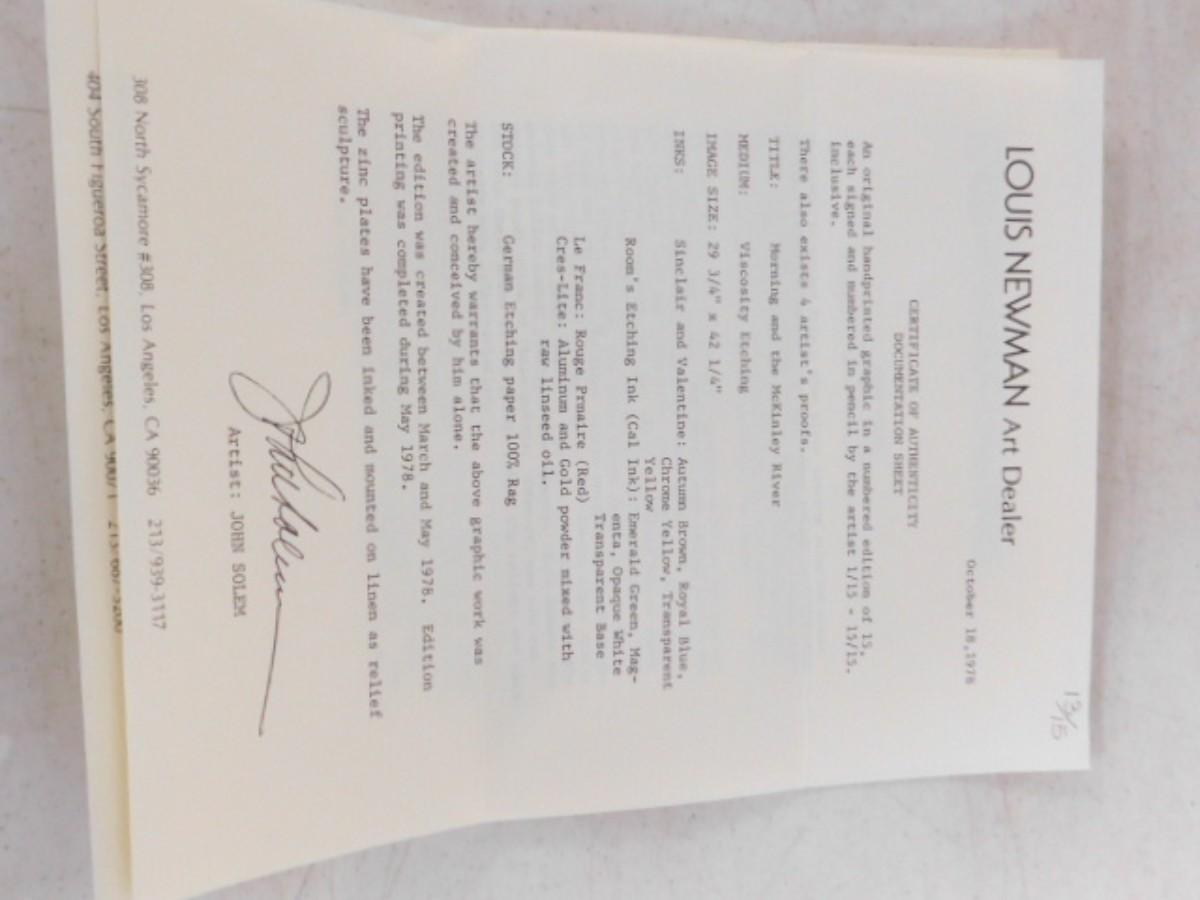 13/15
LOUIS NEWMAN Art Dealer
October 18,1978
CERTIFICATE OF AUTHENTICITY
DOCUMENTATION SHEET
An original handprinted graphic in a numbered edition of 15,
each signed and numbered in pencil by the artist 1/15 - 15/15.
inclusive.
There also exists 4 artist's proofs.
TITLE: Morning and the McKinley River
MEDIUM: Viscosity Etching
IMAGE SIZE: 29 3/4" x 42 1/4"
INKS: Sinclair and Valentine: Autumn Brown, Royal Blue,
Chrome Yellow, Transparent
Yellow
Room's Etching Ink (Cal Ink): Emerald Green, Mag-
enta, Opaque White
Transparent Base
Le Franc: Rouge Prmaire (Red)
Cres-Lite: Aluminum and Gold powder mixed with
raw linseed oil.
STOCK: German Etching paper 100% Rag
The artist hereby warrants that the above graphic work was
created and conceived by him alone.
The edition was created between March and May 1978. Edition
printing was completed during May 1978.
The zinc plates have been inked and mounted on linen as relief
sculpture.
John Solem
Artist: JOHN SOLEM
308 North Sycamore #308, Los Angeles, CA 90036 213/939-3117
404 South Figueroa Street, Los Angeles, CA 90071